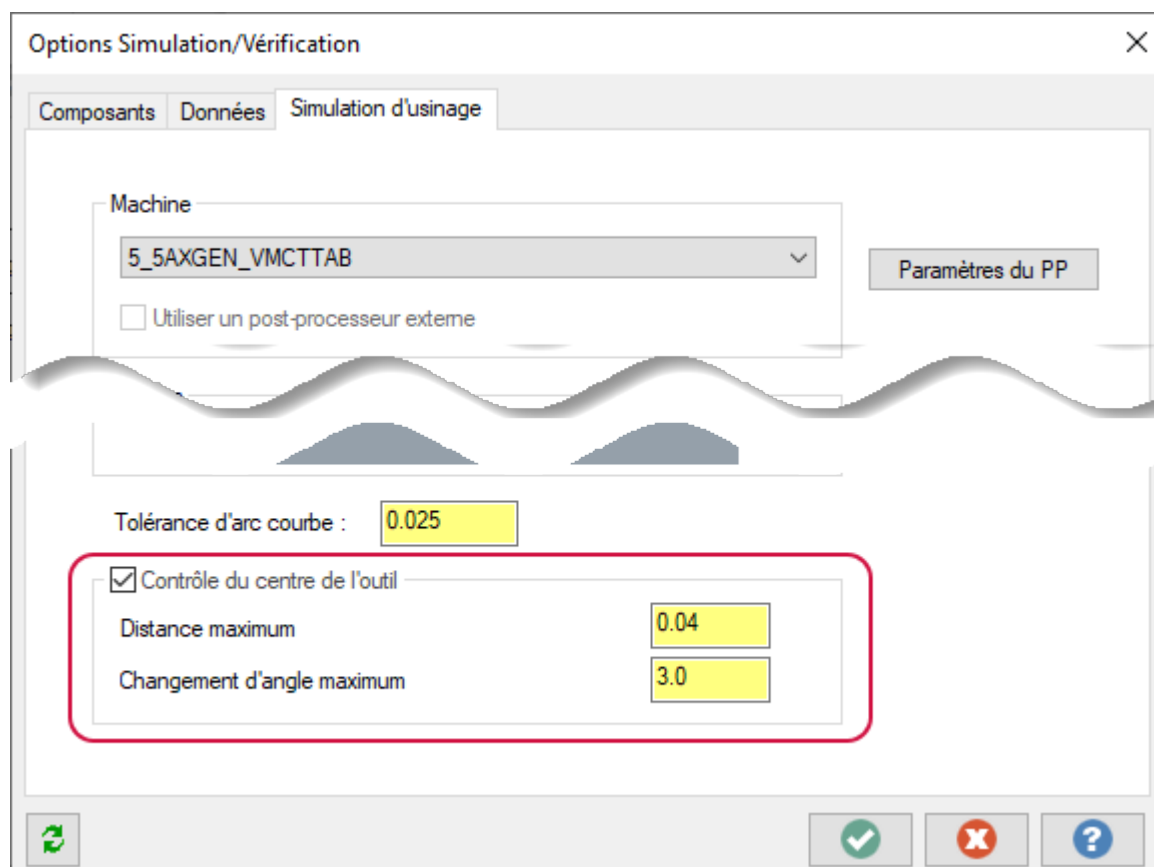 Options Simulation/Vérification
Composants Données Simulation d'usinage
Machine
5_5AXGEN_VMCTTAB
Paramètres du PP
Utiliser un post-processeur externe
Tolérance d'arc courbe :
0.025
Contrôle du centre de l'outil
Distance maximum
0.04
Changement d'angle maximum
3.0